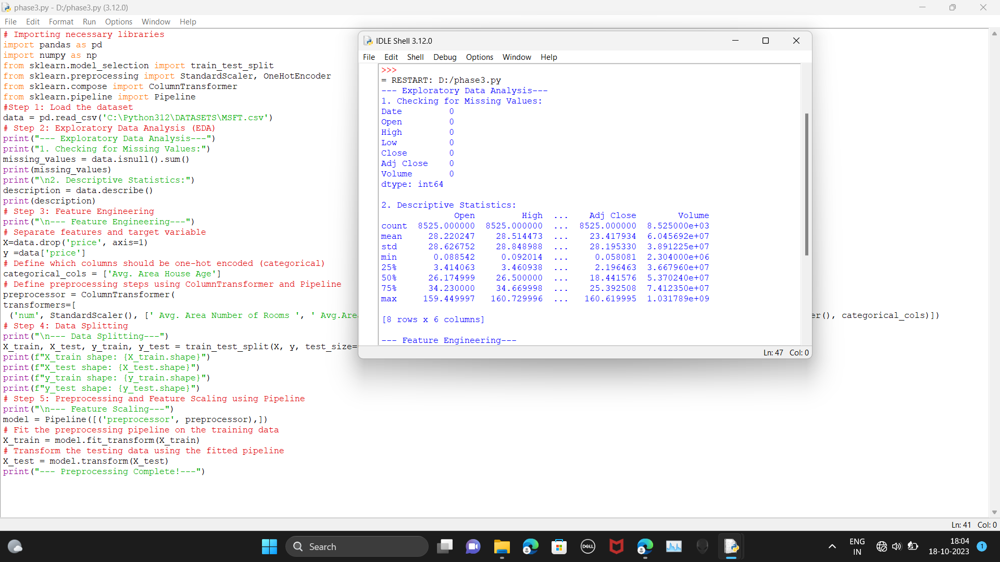 phase3.py - D:/phase3.py (3.12.0)
File Edit Format Run Options Window Help
# Importing necessary libraries
import pandas as pd
import numpy as np
from sklearn.model_selection import train_test_split
from sklearn.preprocessing import StandardScaler, OneHotEncoder
from sklearn.compose import ColumnTransformer
from sklearn.pipeline import Pipeline
#Step 1: Load the dataset
data = pd.read_csv('C:\Python312\DATASETS\MSFT.csv')
# Step 2: Exploratory Data Analysis (EDA)
print("--- Exploratory Data Analysis---")
print("1. Checking for Missing Values:")
missing_values = data.isnull().sum()
print(missing_values)
print("\n2. Descriptive Statistics:")
description = data.describe()
print(description)
# Step 3: Feature Engineering
print("\n--- Feature Engineering---")
# Separate features and target variable
X=data.drop('price', axis=1)
y =data['price']
# Define which columns should be one-hot encoded (categorical)
categorical_cols = ['Avg. Area House Age']
# Define preprocessing steps using ColumnTransformer and Pipeline
preprocessor = ColumnTransformer(
transformers=[
('num', StandardScaler(), [' Avg. Area Number of Rooms ', ' Avg.Are er(), categorical_cols)])
# Step 4: Data Splitting
print("\n--- Data Splitting---")
X_train, X_test, y_train, y_test = train_test_split(X, y, test_size=
print(f"X_train shape: {X_train.shape}")
print(f"X_test shape: {X_test.shape}")
print(f"y_train shape: {y_train.shape}")
print(f"y_test shape: {y_test.shape}")
# Step 5: Preprocessing and Feature Scaling using Pipeline
print("\n--- Feature Scaling---")
model = Pipeline([('preprocessor', preprocessor),])
# Fit the preprocessing pipeline on the training data
X_train = model.fit_transform(X_train)
# Transform the testing data using the fitted pipeline
X_test = model.transform(X_test)
print("--- Preprocessing Complete!---")
IDLE Shell 3.12.0
File Edit Shell Debug Options Window Help
>>>
= RESTART: D:/phase3.py
--- Exploratory Data Analysis---
1. Checking for Missing Values:
Date 0
Open 0
High 0
Low 0
Close 0
Adj Close 0
Volume 0
dtype: int64
2. Descriptive Statistics:
Open High ... Adj Close Volume
count 8525.000000 8525.000000 ... 8525.000000 8.525000e+03
mean 28.220247 28.514473 ... 23.417934 6.045692e+07
std 28.626752 28.848988 ... 28.195330 3.891225e+07
min 0.088542 0.092014 ... 0.058081 2.304000e+06
25% 3.414063 3.460938 ... 2.196463 3.667960e+07
50% 26.174999 26.500000 ... 18.441576 5.370240e+07
75% 34.230000 34.669998 ... 25.392508 7.412350e+07
max 159.449997 160.729996 ... 160.619995 1.031789e+09
[8 rows x 6 columns]
--- Feature Engineering---
Ln: 47 Col: 0
Ln: 41 Col: 0
Search
DELL
ENG
IN
18:04
18-10-2023
1